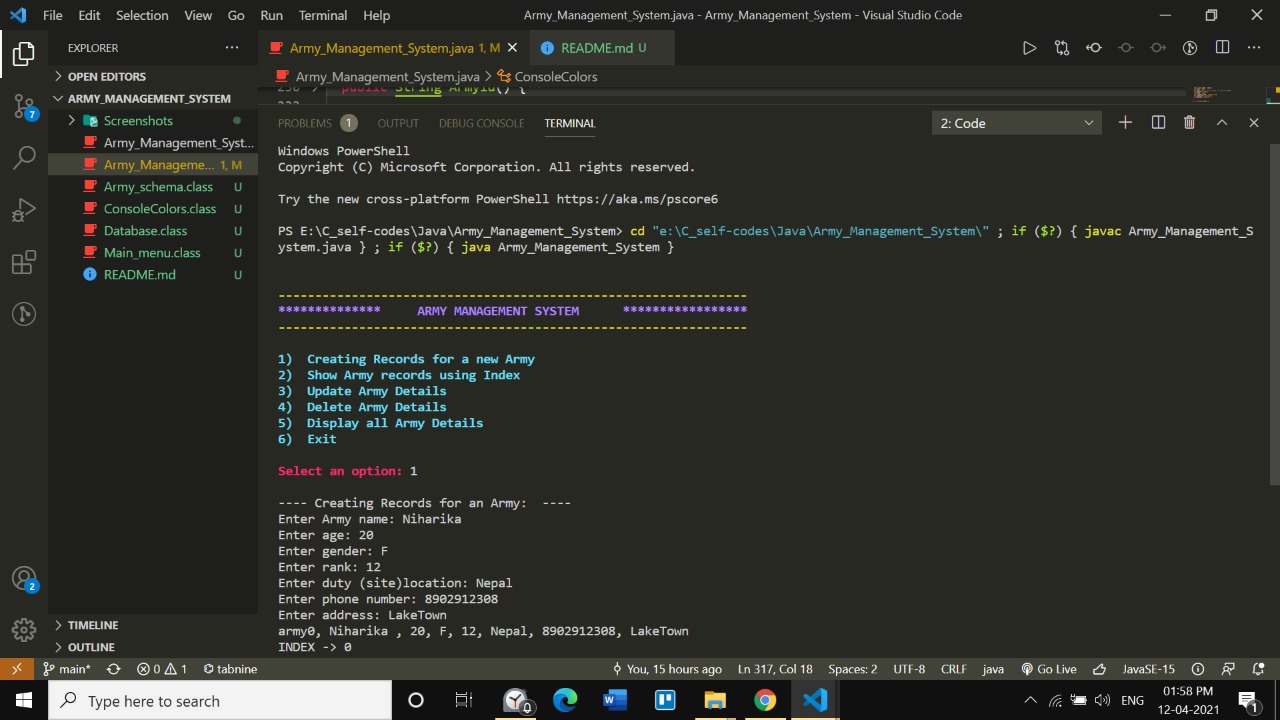 File Edit Selection View Go Run Terminal Help Army_Management_System.java - Army_Management_System - Visual Studio Code
EXPLORER
Army_Management_System.java 1, M
README.md U
OPEN EDITORS
Army_Management_System.java > ConsoleColors
ARMY_MANAGEMENT_SYSTEM
public String ArmyId() {
Screenshots
Army_Management_Syst...
Army_Manageme... 1, M
Army_schema.class U
ConsoleColors.class U
Database.class U
Main_menu.class U
README.md U
7
2
PROBLEMS 1 OUTPUT DEBUG CONSOLE TERMINAL 2: Code
Windows PowerShell
Copyright (C) Microsoft Corporation. All rights reserved.
Try the new cross-platform PowerShell https://aka.ms/pscore6
PS E:\C_self-codes\Java\Army_Management_System> cd "e:\C_self-codes\Java\Army_Management_System\" ; if ($?) { javac Army_Management_S
ystem.java } ; if ($?) { java Army_Management_System }
----------------------------------------------------------------
************** ARMY MANAGEMENT SYSTEM *****************
----------------------------------------------------------------
1) Creating Records for a new Army
2) Show Army records using Index
3) Update Army Details
4) Delete Army Details
5) Display all Army Details
6) Exit
Select an option: 1
---- Creating Records for an Army: ----
Enter Army name: Niharika
Enter age: 20
Enter gender: F
Enter rank: 12
Enter duty (site)location: Nepal
Enter phone number: 8902912308
Enter address: LakeTown
army0, Niharika , 20, F, 12, Nepal, 8902912308, LakeTown
INDEX -> 0
TIMELINE
OUTLINE
main* 0 1 tabnine You, 15 hours ago Ln 317, Col 18 Spaces: 2 UTF-8 CRLF java Go Live JavaSE-15
Type here to search
ENG
01:58 PM
12-04-2021
1